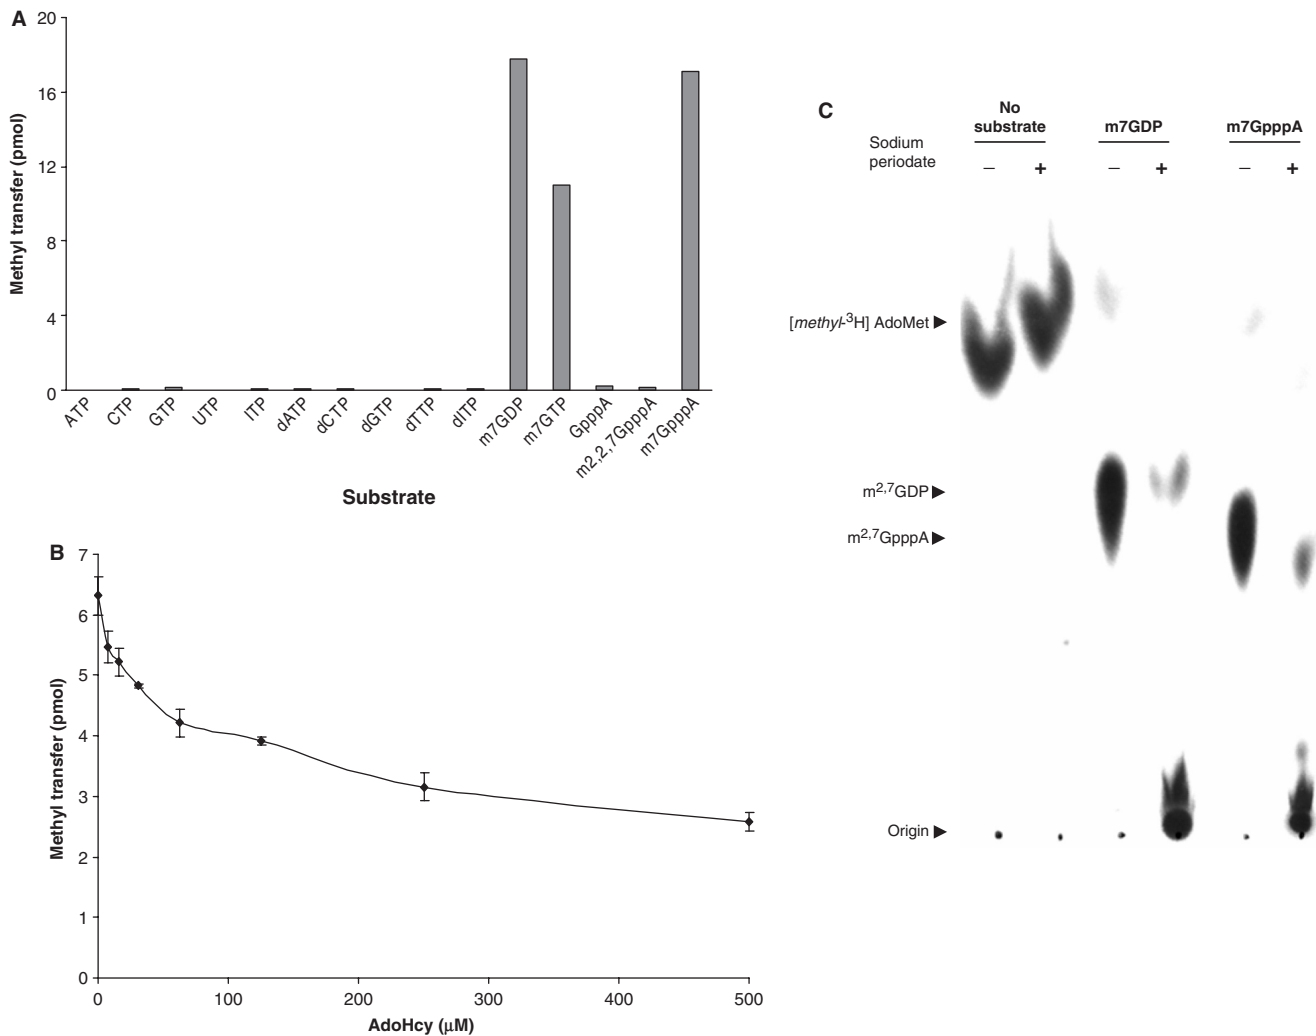 A
20
16
12
8
4
0
Methyl transfer (pmol)
ATP
CTP
GTP
UTP
ITP
dATP
dCTP
dGTP
dTTP
dITP
m7GDP
m7GTP
GpppA
m2,2,7GpppA
m7GpppA
Substrate
B
7
6
5
4
3
2
1
0
Methyl transfer (pmol)
0
100
200
300
400
500
AdoHcy (μM)
C
No
substrate
m7GDP
m7GpppA
Sodium
periodate
– + – + – +
[methyl-³H] AdoMet
m²,⁷GDP
m²,⁷GpppA
Origin